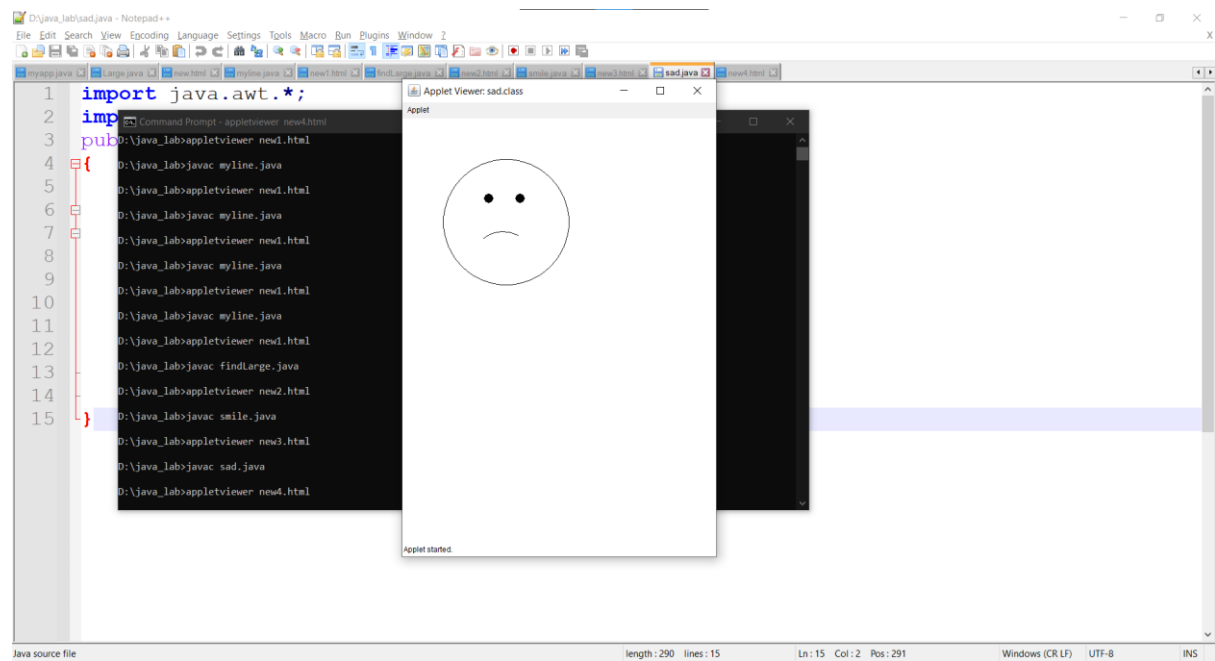 D:\java_lab\sad.java - Notepad++
File Edit Search View Encoding Language Settings Tools Macro Run Plugins Window ?
X
myapp.java Large.java new.html myline.java new1.html findLarge.java new2.html smile.java new3.html sad.java new4.html
1 import java.awt.*;
2 imp
3 pub
4 {
5
6
7
8
9
10
11
12
13
14
15 }
Command Prompt - appletviewer new4.html
D:\java_lab>appletviewer new1.html
D:\java_lab>javac myline.java
D:\java_lab>appletviewer new1.html
D:\java_lab>javac myline.java
D:\java_lab>appletviewer new1.html
D:\java_lab>javac myline.java
D:\java_lab>appletviewer new1.html
D:\java_lab>javac myline.java
D:\java_lab>appletviewer new1.html
D:\java_lab>javac findLarge.java
D:\java_lab>appletviewer new2.html
D:\java_lab>javac smile.java
D:\java_lab>appletviewer new3.html
D:\java_lab>javac sad.java
D:\java_lab>appletviewer new4.html
Applet Viewer: sad.class
Applet
Applet started.
Java source file length : 290 lines : 15 Ln : 15 Col : 2 Pos : 291 Windows (CR LF) UTF-8 INS